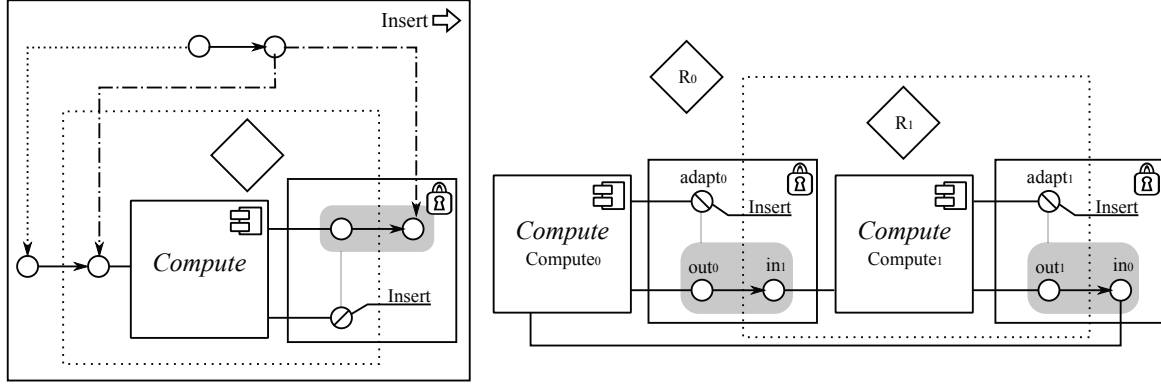 Insert
Compute
Insert
R0
R1
adapt0
Insert
Compute
Compute0
out0
in1
adapt1
Insert
Compute
Compute1
out1
in0